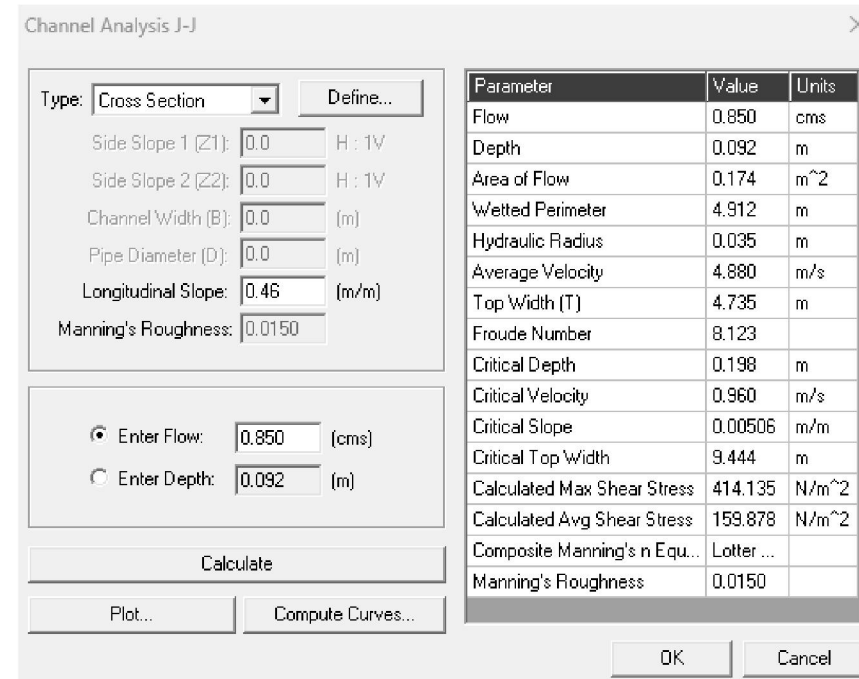 Channel Analysis J-J
Type: Cross Section Define...
Side Slope 1 (Z1): 0.0 H : 1V
Side Slope 2 (Z2): 0.0 H : 1V
Channel Width (B): 0.0 (m)
Pipe Diameter (D): 0.0 (m)
Longitudinal Slope: 0.46 (m/m)
Manning's Roughness: 0.0150
Enter Flow: 0.850 (cms)
Enter Depth: 0.092 (m)
Calculate
Plot... Compute Curves...
Parameter Value Units
Flow 0.850 cms
Depth 0.092 m
Area of Flow 0.174 m^2
Wetted Perimeter 4.912 m
Hydraulic Radius 0.035 m
Average Velocity 4.880 m/s
Top Width (T) 4.735 m
Froude Number 8.123
Critical Depth 0.198 m
Critical Velocity 0.960 m/s
Critical Slope 0.00506 m/m
Critical Top Width 9.444 m
Calculated Max Shear Stress 414.135 N/m^2
Calculated Avg Shear Stress 159.878 N/m^2
Composite Manning's n Equ... Lotter ...
Manning's Roughness 0.0150
OK Cancel